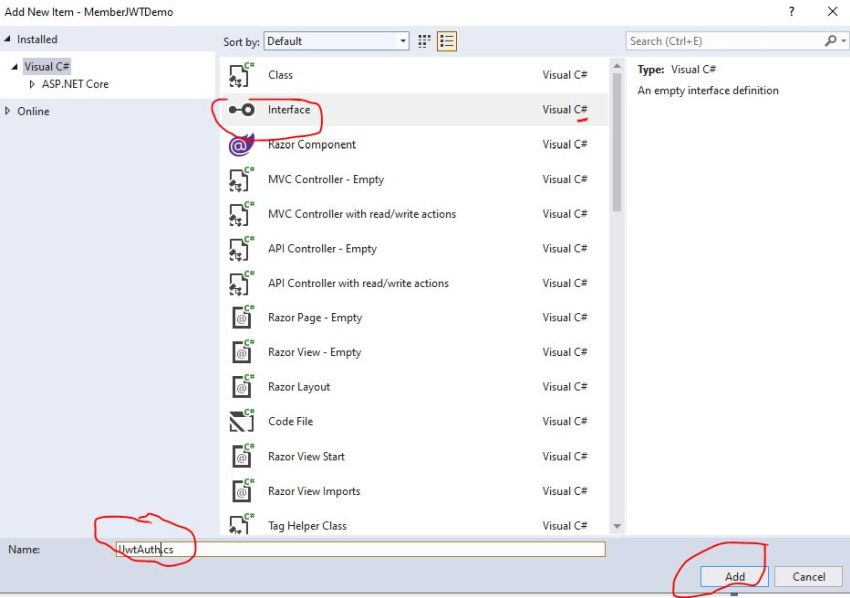 Add New Item - MemberJWTDemo
?
Installed
Sort by: Default
Search (Ctrl+E)
Visual C#
ASP.NET Core
Online
Class Visual C#
Interface Visual C#
Razor Component Visual C#
MVC Controller - Empty Visual C#
MVC Controller with read/write actions Visual C#
API Controller - Empty Visual C#
API Controller with read/write actions Visual C#
Razor Page - Empty Visual C#
Razor View - Empty Visual C#
Razor Layout Visual C#
Code File Visual C#
Razor View Start Visual C#
Razor View Imports Visual C#
Tag Helper Class Visual C#
Type: Visual C#
An empty interface definition
Name: IJwtAuth.cs
Add Cancel